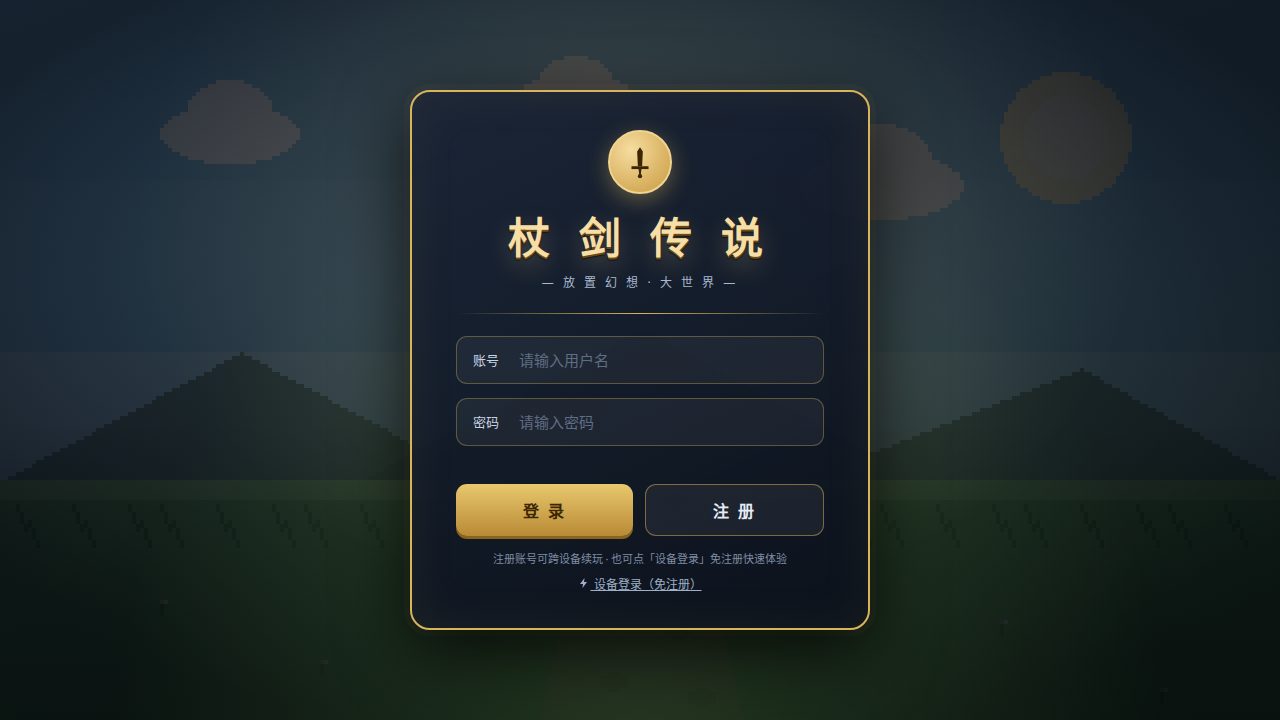 杖剑传说
— 放置幻想·大世界 —
账号 请输入用户名
密码 请输入密码
登录 注册
注册账号可跨设备续玩·也可点「设备登录」免注册快速体验
设备登录（免注册）